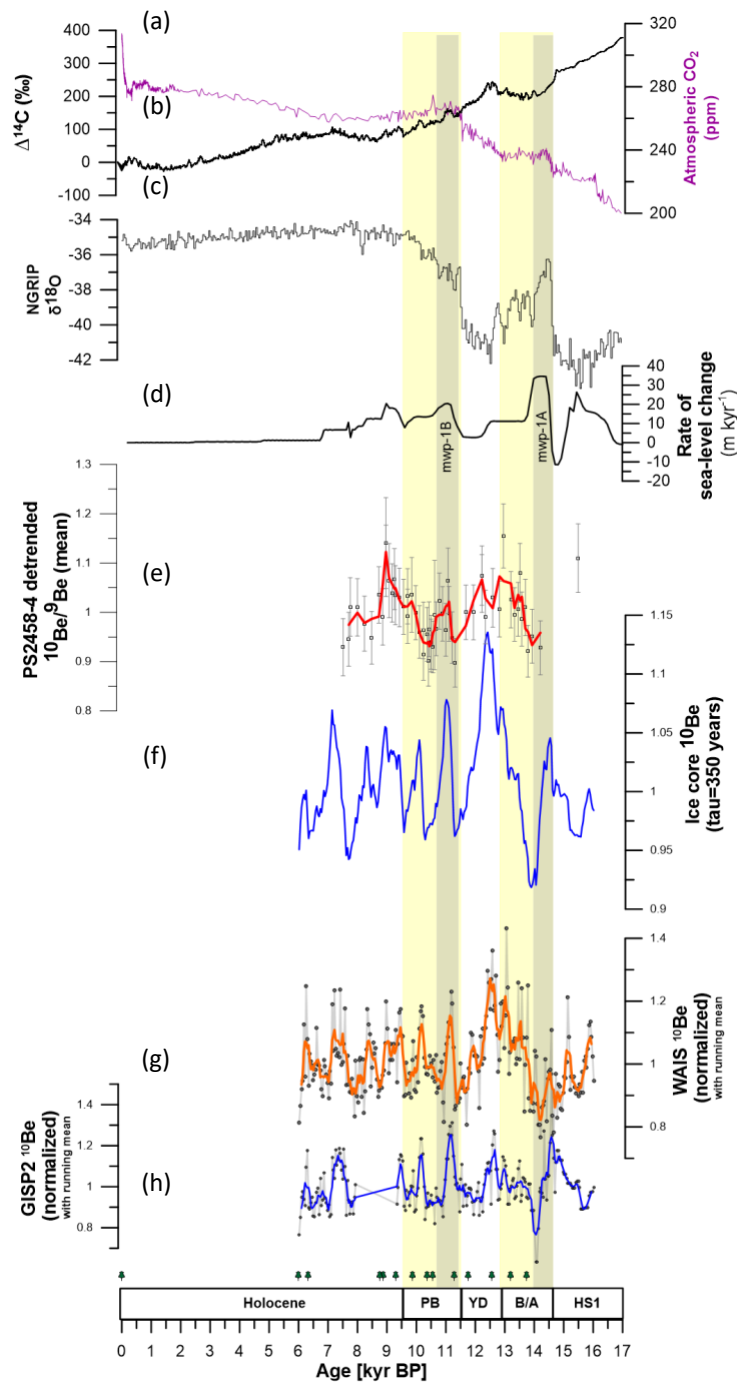 (a)
400
300
200
100
0
-100
Δ¹⁴C (‰)
(b)
(c)
320
280
240
200
Atmospheric CO₂
(ppm)
-34
-36
-38
-40
-42
NGRIP
δ¹⁸O
(d)
40
30
20
10
0
-10
-20
Rate of
sea-level change
(m kyr⁻¹)
mwp-1B
mwp-1A
1.3
1.2
1.1
1
0.9
0.8
PS2458-4 detrended
¹⁰Be/⁹Be (mean)
(e)
1.15
1.1
1.05
1
0.95
0.9
Ice core ¹⁰Be
(tau=350 years)
(f)
1.4
1.2
1
0.8
WAIS ¹⁰Be
(normalized)
with running mean
(g)
1.4
1.2
1
0.8
GISP2 ¹⁰Be
(normalized)
with running mean
(h)
Holocene PB YD B/A HS1
0 1 2 3 4 5 6 7 8 9 10 11 12 13 14 15 16 17
Age [kyr BP]